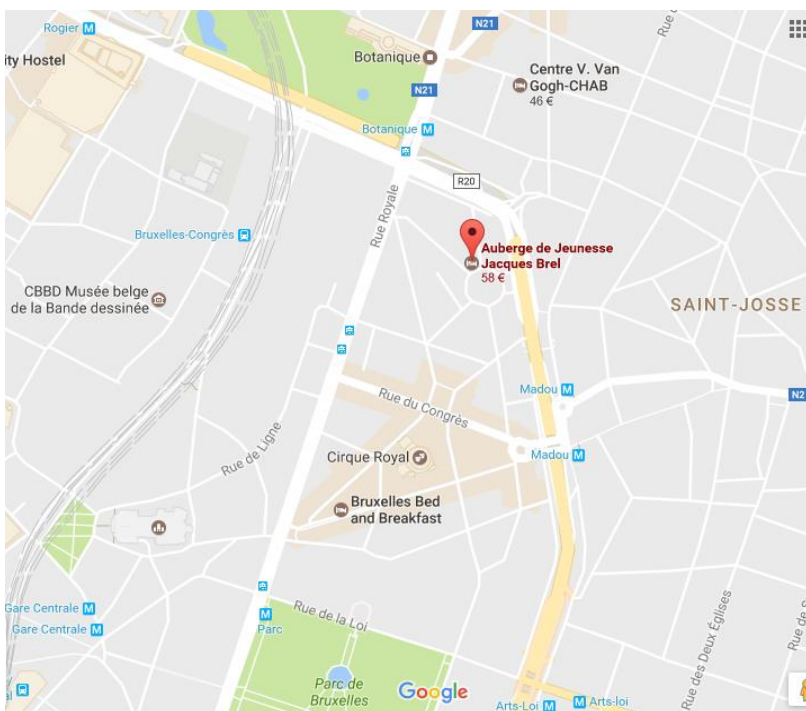 N21
Rogier M
ity Hostel
Botanique
Centre V. Van
Gogh-CHAB
46 €
N21
Botanique M
R20
Rue Royale
Bruxelles-Congrès
Auberge de Jeunesse
Jacques Brel
58 €
CBBD Musée belge
de la Bande dessinée
SAINT-JOSSE
Madou M
Rue du Congrès
N2
Rue de Ligne
Cirque Royal
Madou M
Bruxelles Bed
and Breakfast
Gare Centrale M
Gare Centrale M
M
Parc
Rue de la Loi
Rue des Deux Églises
Parc de
Bruxelles
Google
Arts-Loi M
M Arts-loi